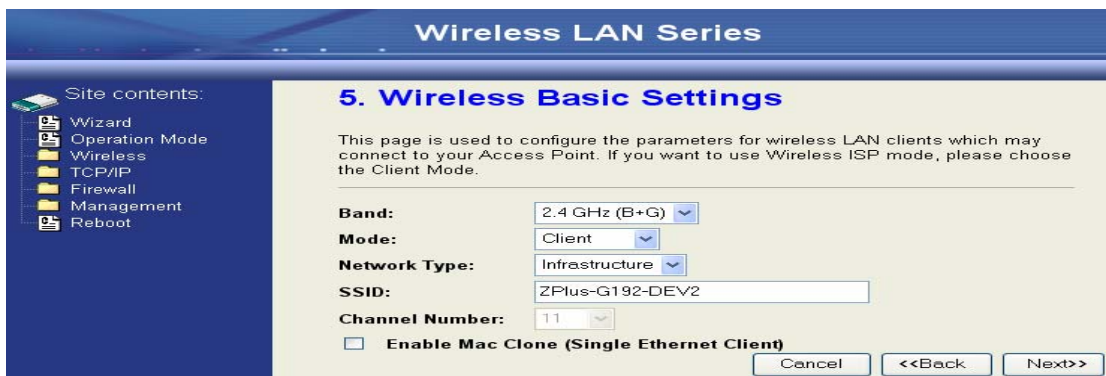 Wireless LAN Series
Site contents:
Wizard
Operation Mode
Wireless
TCP/IP
Firewall
Management
Reboot
5. Wireless Basic Settings
This page is used to configure the parameters for wireless LAN clients which may
connect to your Access Point. If you want to use Wireless ISP mode, please choose
the Client Mode.
Band: 2.4 GHz (B+G)
Mode: Client
Network Type: Infrastructure
SSID: ZPlus-G192-DEV2
Channel Number: 11
Enable Mac Clone (Single Ethernet Client)
Cancel <<Back Next>>